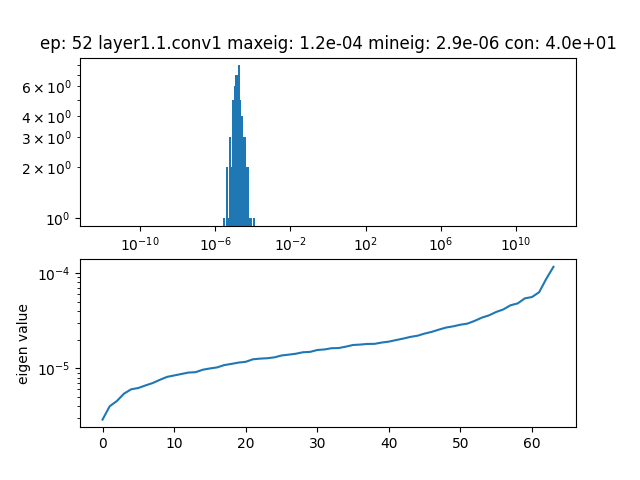 ep: 52 layer1.1.conv1 maxeig: 1.2e-04 mineig: 2.9e-06 con: 4.0e+01
6 × 10⁰
4 × 10⁰
3 × 10⁰
2 × 10⁰
10⁰
10⁻¹⁰ 10⁻⁶ 10⁻² 10² 10⁶ 10¹⁰
10⁻⁴
10⁻⁵
eigen value
0 10 20 30 40 50 60